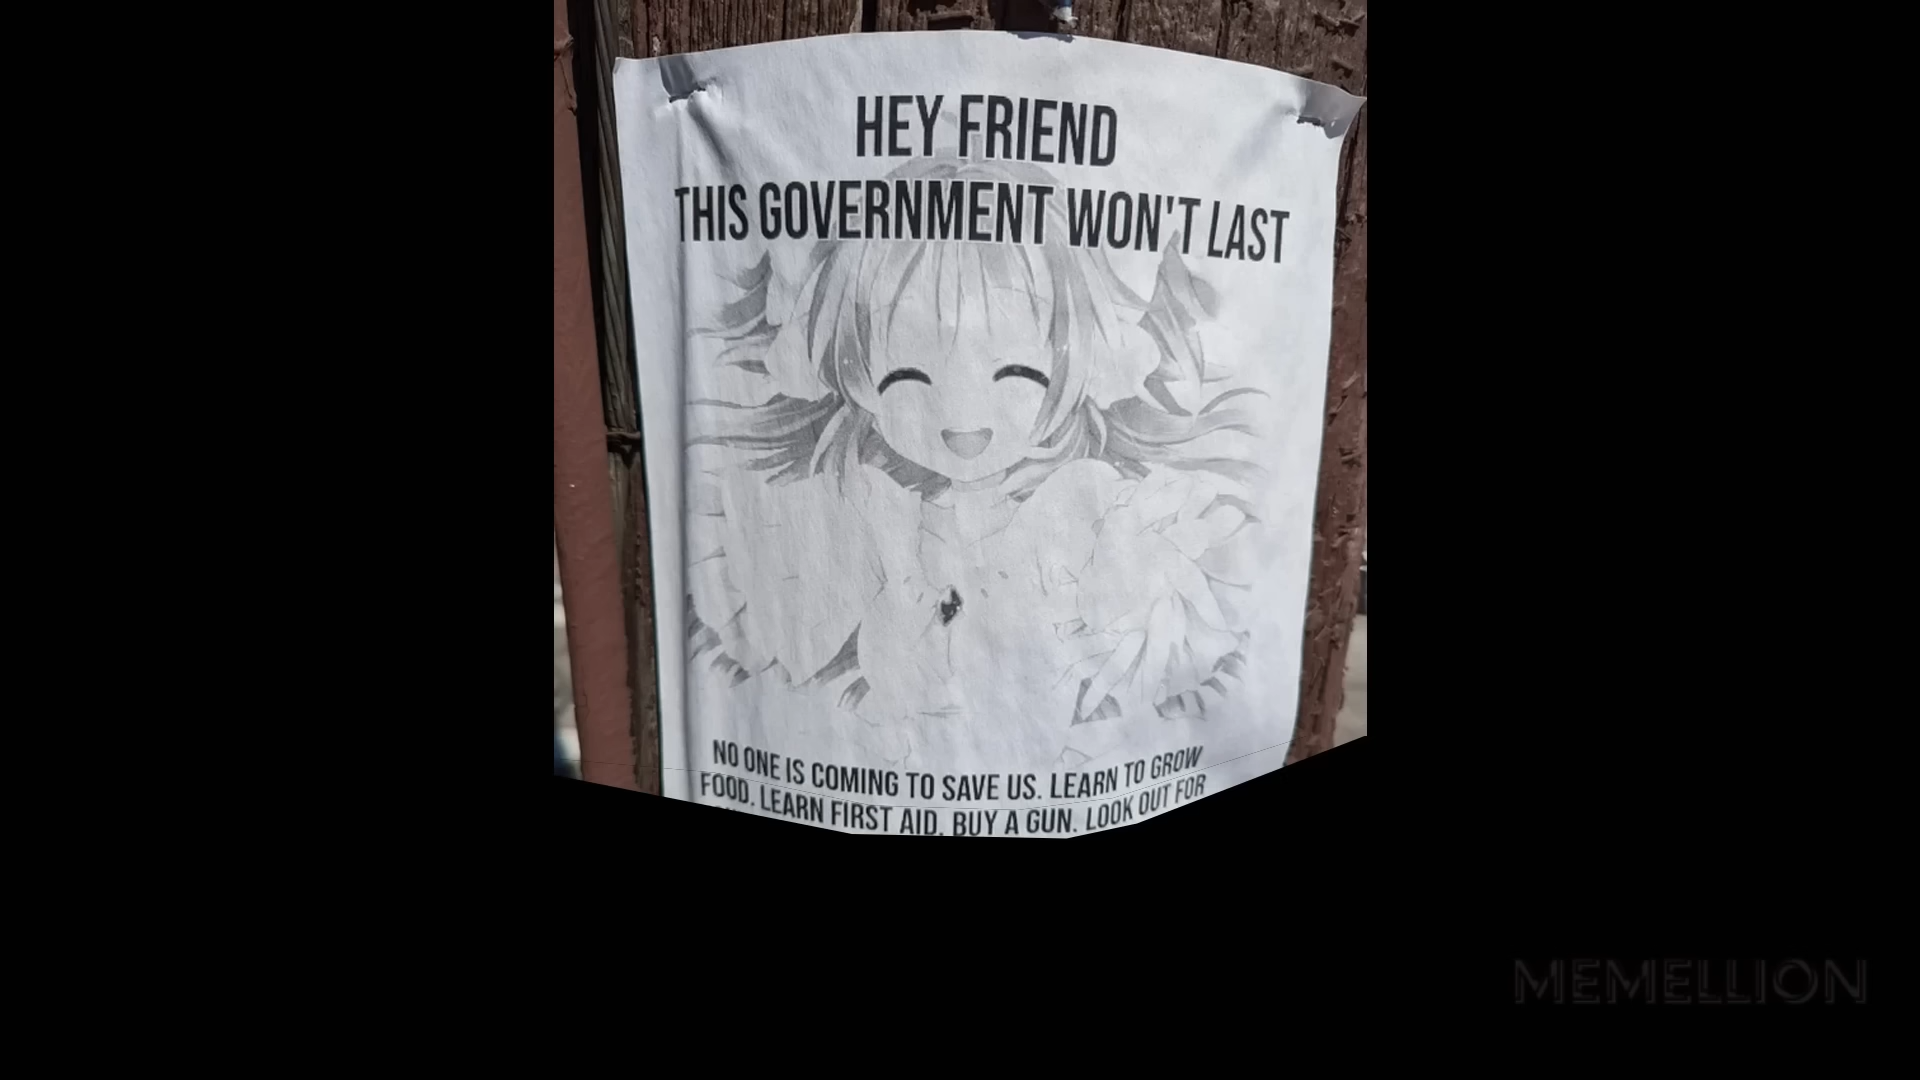 HEY FRIEND
THIS GOVERNMENT WON'T LAST
NO ONE IS COMING TO SAVE US. LEARN TO GROW
FOOD. LEARN FIRST AID. BUY A GUN. LOOK OUT FOR
MEMELLION